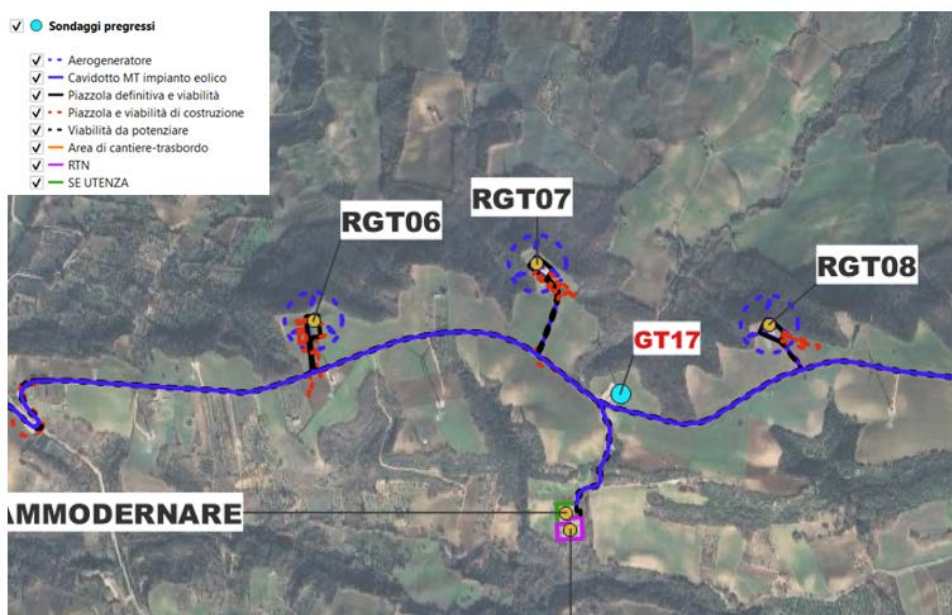 Sondaggi pregressi
Aerogeneratore
Cavidotto MT impianto eolico
Piazzola definitiva e viabilità
Piazzola e viabilità di costruzione
Viabilità da potenziare
Area di cantiere-trasbordo
RTN
SE UTENZA
RGT07
RGT06
RGT08
GT17
AMMODERNARE